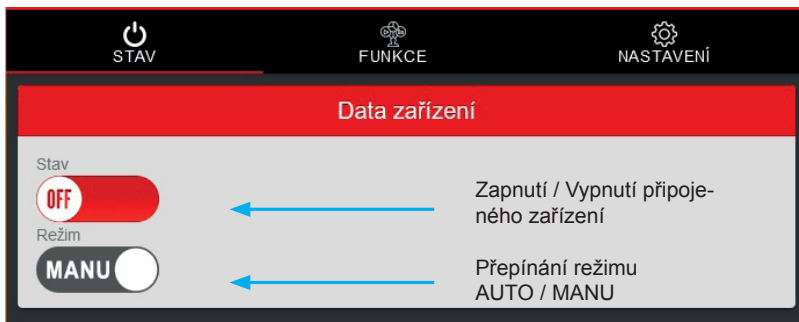 STAV
FUNKCE
NASTAVENÍ
Data zařízení
Stav
OFF
Zapnutí / Vypnutí připoje-
ného zařízení
Režim
MANU
Přepínání režimu
AUTO / MANU